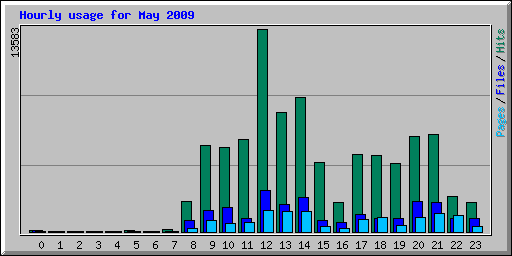 Hourly usage for May 2009
13583
Pages/Files/Hits
0 1 2 3 4 5 6 7 8 9 10 11 12 13 14 15 16 17 18 19 20 21 22 23